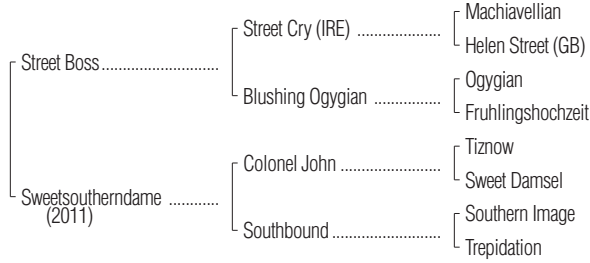 Machiavellian
Street Cry (IRE) ..................
Helen Street (GB)
Street Boss.........................
Ogygian
Blushing Ogygian ..............
Fruhlingshochzeit
Tiznow
Colonel John .....................
Sweet Damsel
Sweetsoutherndame ..........
(2011)
Southern Image
Southbound .......................
Trepidation